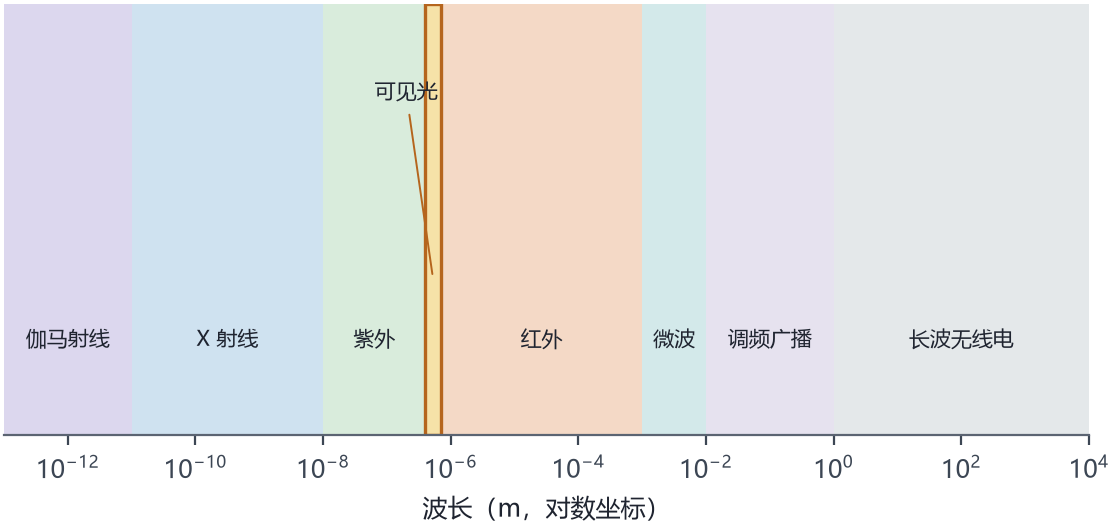 可见光
伽马射线 X 射线 紫外 红外 微波 调频广播 长波无线电
10⁻¹² 10⁻¹⁰ 10⁻⁸ 10⁻⁶ 10⁻⁴ 10⁻² 10⁰ 10² 10⁴
波长（m，对数坐标）